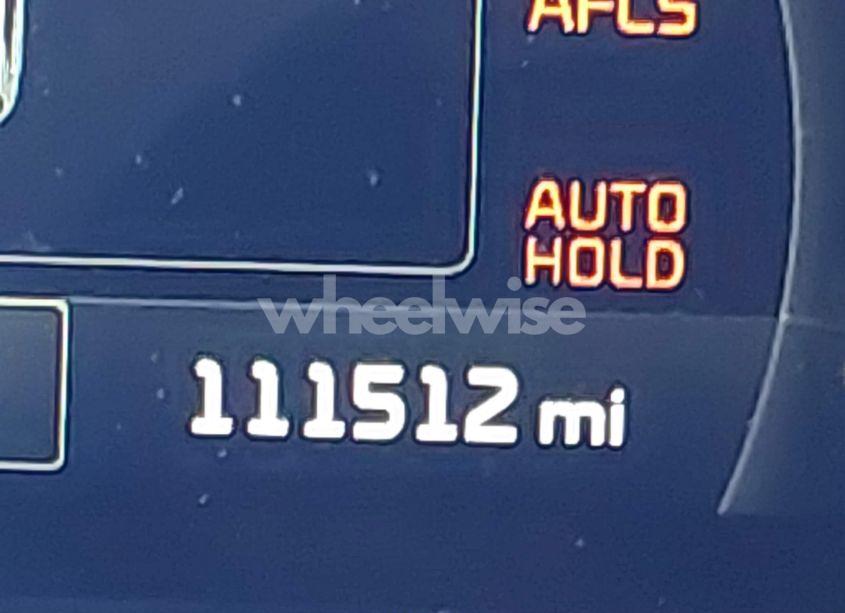 AFLS
AUTO
HOLD
wheelwise
111512 mi